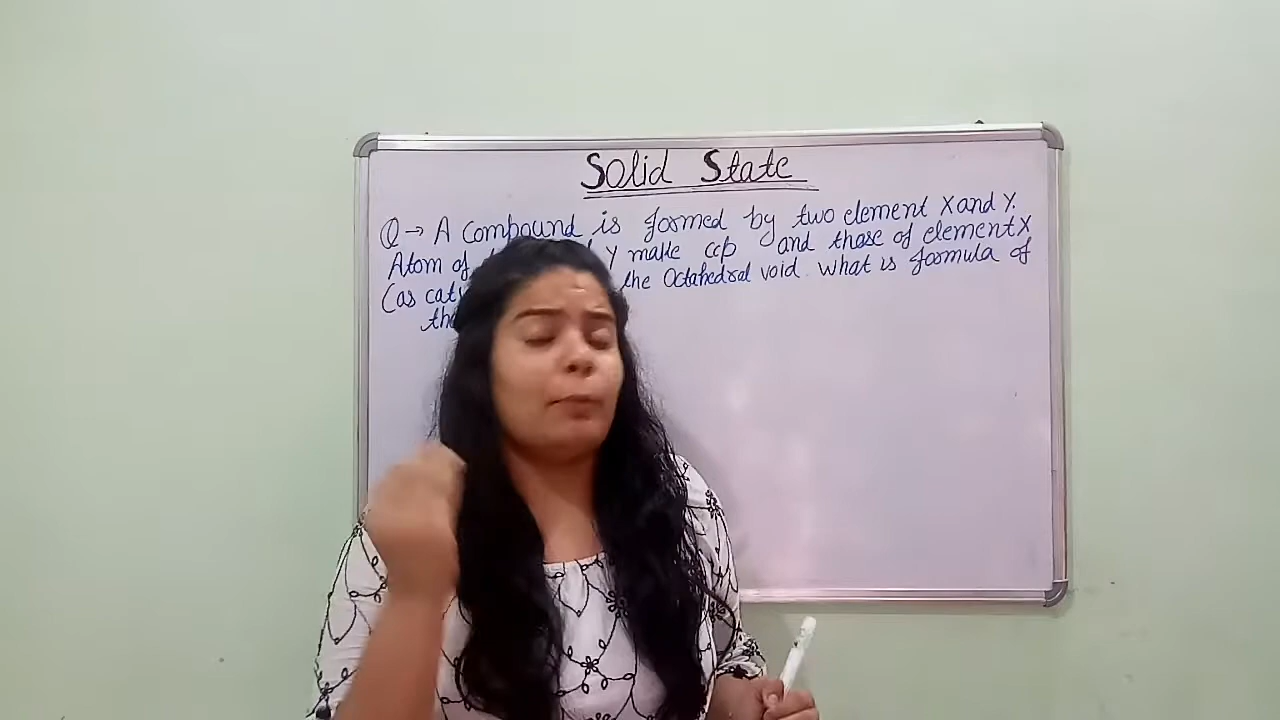 Solid State
Q→ A compound is formed by two element X and Y.
Atom of Y make ccp and those of element X
(as the Octahedral void. What is formula of